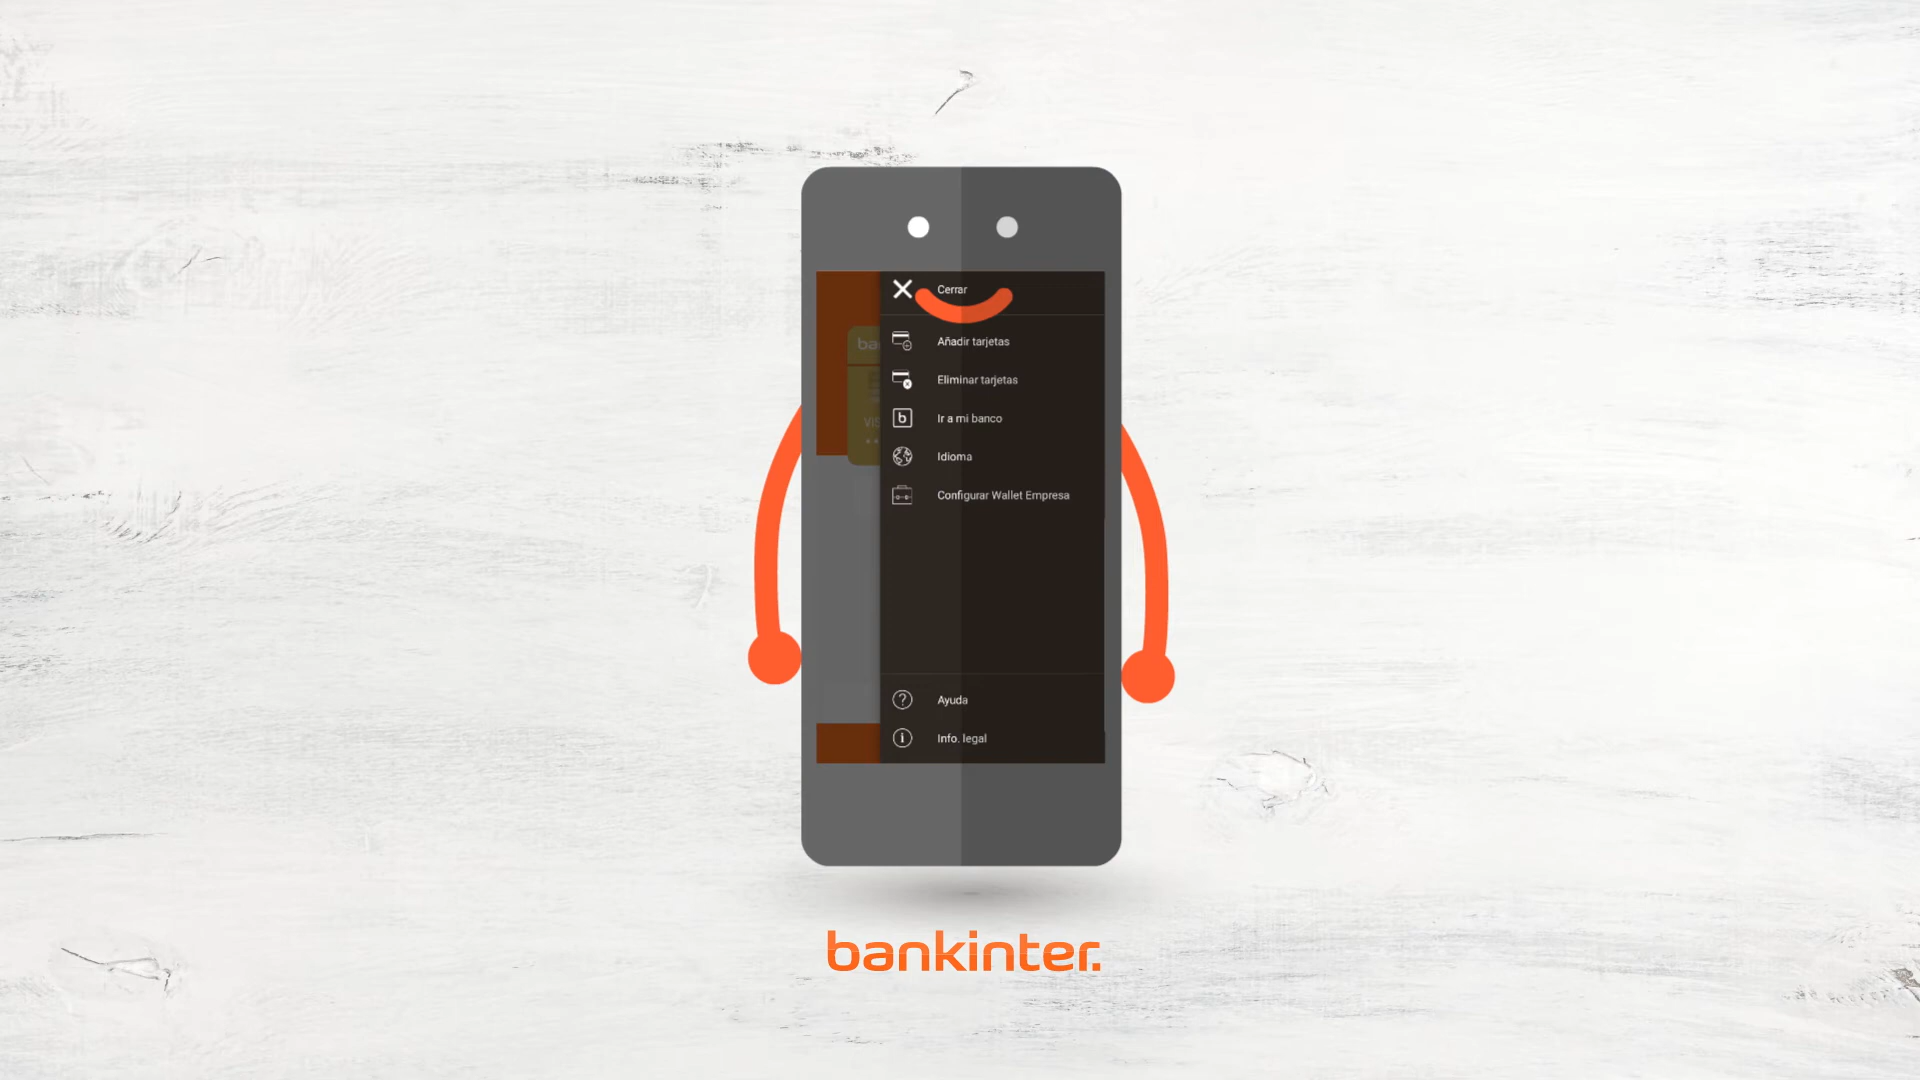 Cerrar
Añadir tarjetas
Eliminar tarjetas
Ir a mi banco
Idioma
Configurar Wallet Empresa
Ayuda
Info. legal
bankinter.